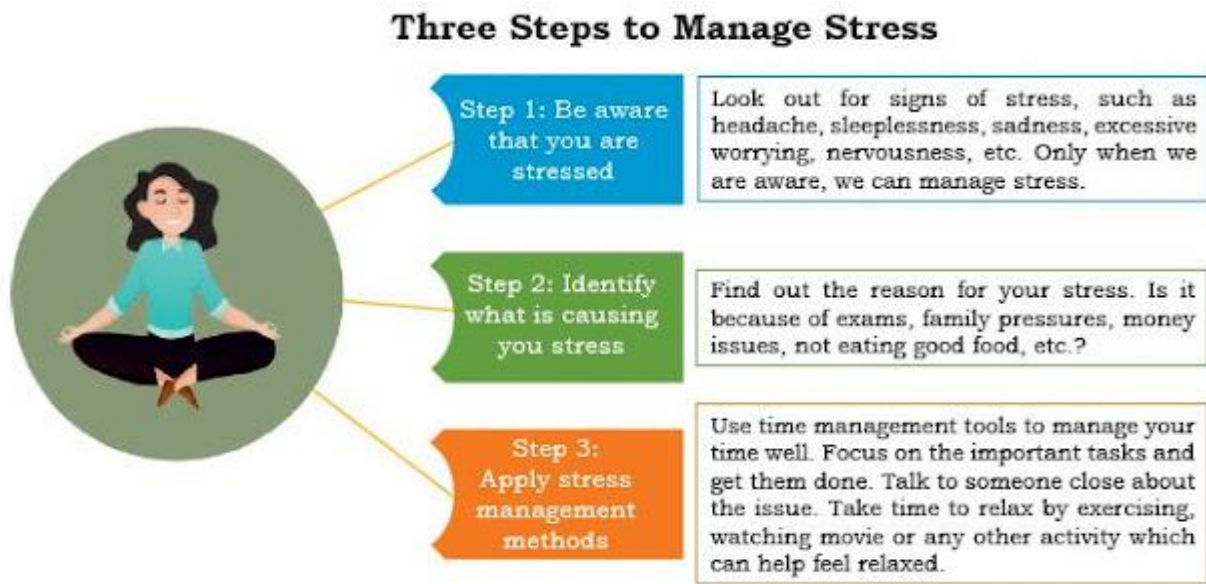 Three Steps to Manage Stress
Step 1: Be aware
that you are
stressed
Look out for signs of stress, such as
headache, sleeplessness, sadness, excessive
worrying, nervousness, etc. Only when we
are aware, we can manage stress.
Step 2: Identify
what is causing
you stress
Find out the reason for your stress. Is it
because of exams, family pressures, money
issues, not eating good food, etc.?
Step 3:
Apply stress
management
methods
Use time management tools to manage your
time well. Focus on the important tasks and
get them done. Talk to someone close about
the issue. Take time to relax by exercising,
watching movie or any other activity which
can help feel relaxed.